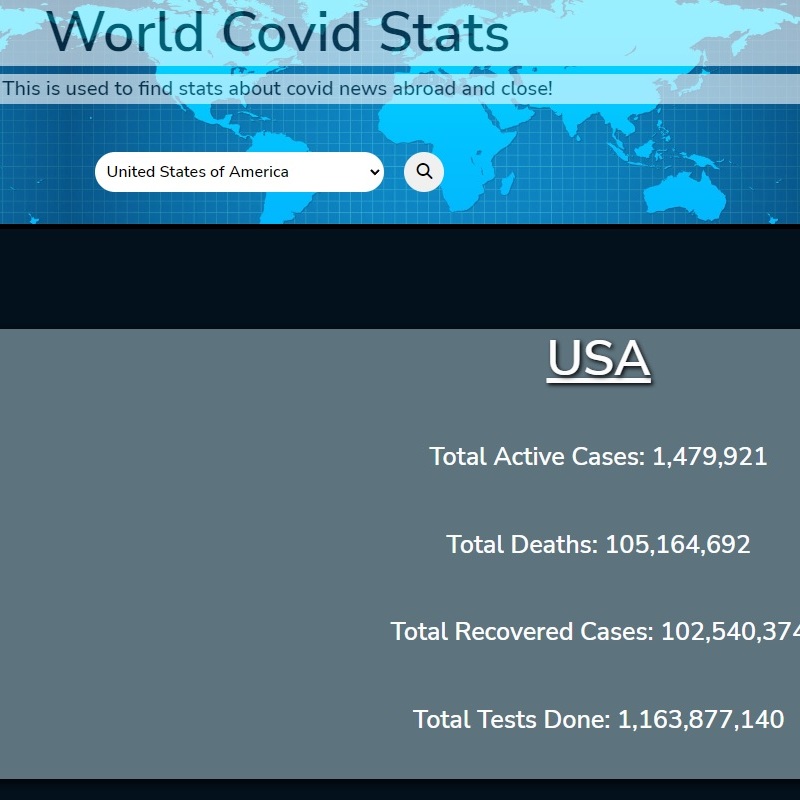 World Covid Stats
This is used to find stats about covid news abroad and close!
United States of America
USA
Total Active Cases: 1,479,921
Total Deaths: 105,164,692
Total Recovered Cases: 102,540,374
Total Tests Done: 1,163,877,140